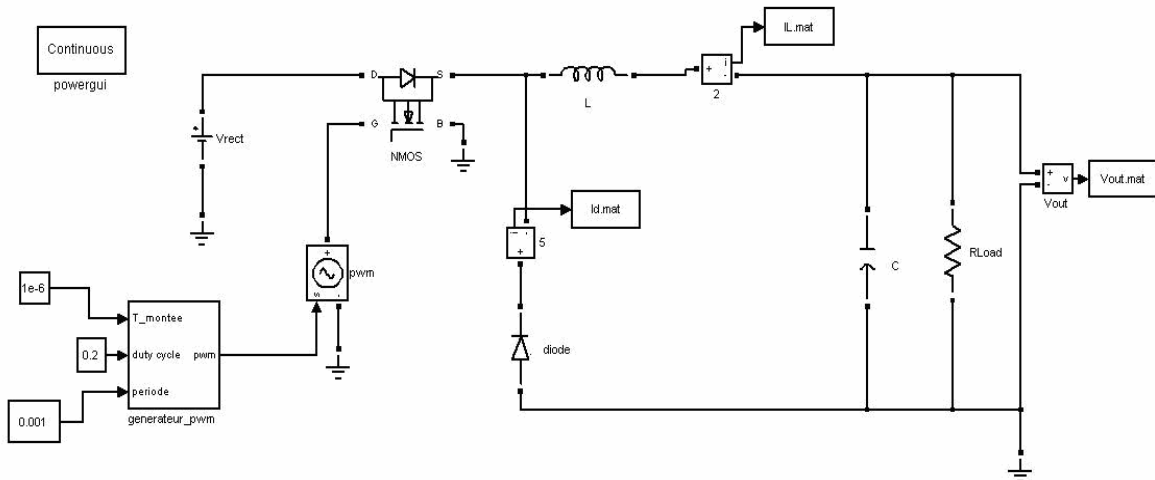 Continuous
powergui
Vrect
D
S
G
B
NMOS
L
+
i
-
2
IL.mat
Id.mat
i
-
+
5
diode
C
RLoad
+
-
v
Vout
Vout.mat
+
s
-
pwm
1e-6
0.2
0.001
T_montee
duty cycle
pwm
periode
generateur_pwm